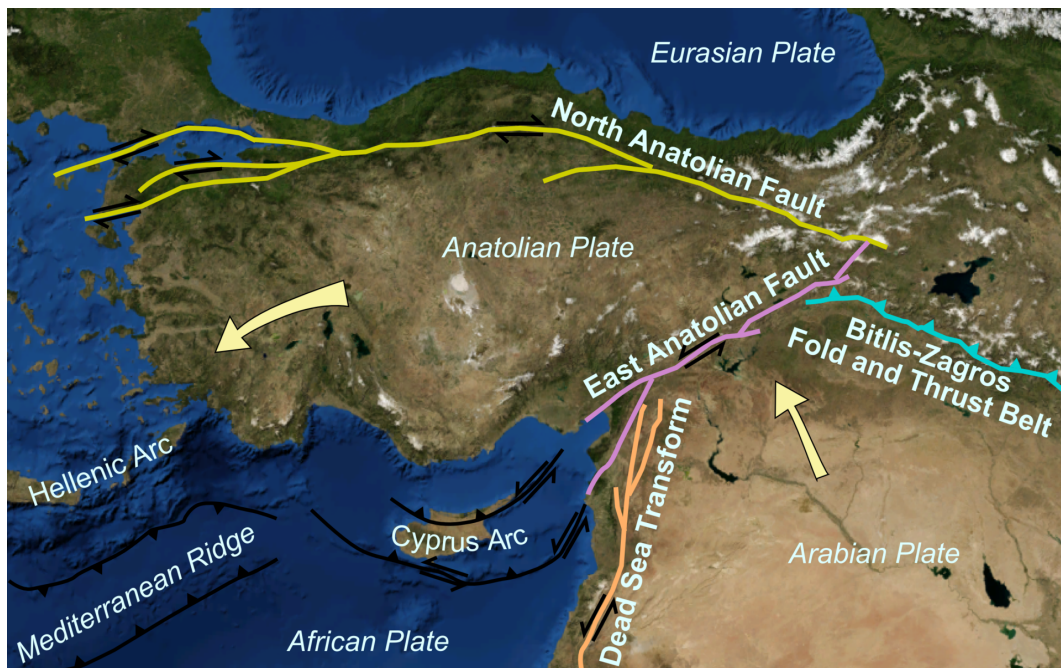 Eurasian Plate
North Anatolian Fault
Anatolian Plate
East Anatolian Fault
Bitlis-Zagros
Fold and Thrust Belt
Hellenic Arc
Cyprus Arc
Dead Sea Transform
Arabian Plate
Mediterranean Ridge
African Plate